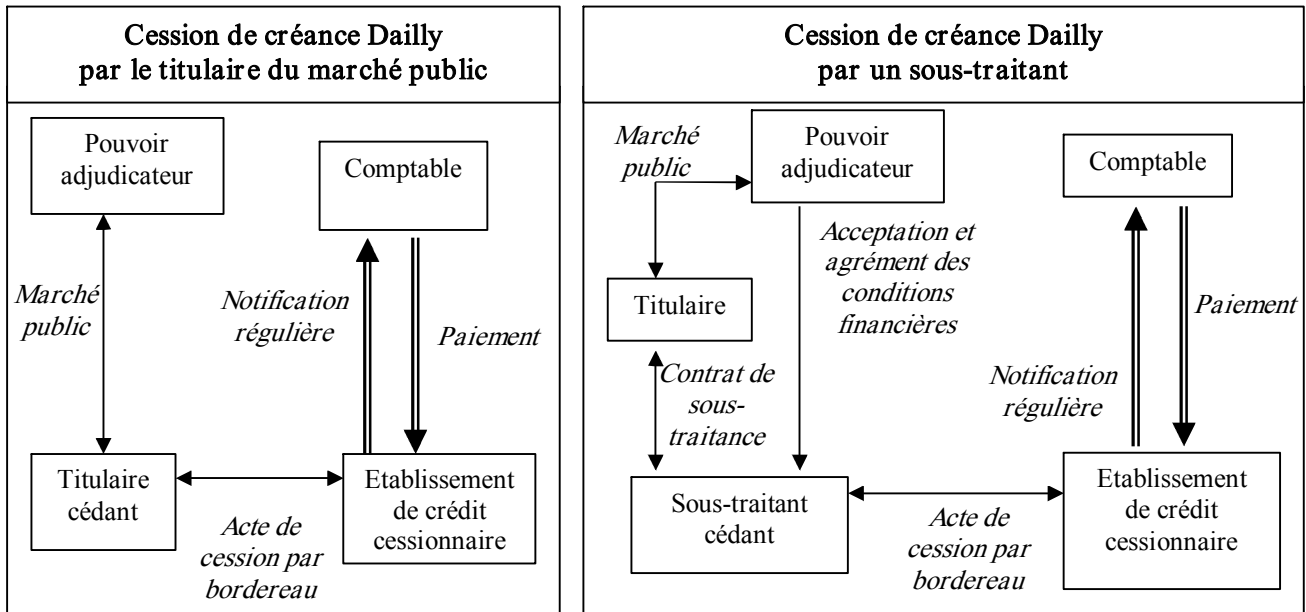 Cession de créance Dailly
par le titulaire du marché public
Pouvoir
adjudicateur
Comptable
Marché
public
Notification
régulière
Paiement
Titulaire
cédant
Acte de
cession par
bordereau
Etablissement
de crédit
cessionnaire
Cession de créance Dailly
par un sous-traitant
Marché
public
Pouvoir
adjudicateur
Comptable
Acceptation et
agrément des
conditions
financières
Titulaire
Paiement
Contrat de
sous-
traitance
Notification
régulière
Sous-traitant
cédant
Acte de
cession par
bordereau
Etablissement
de crédit
cessionnaire